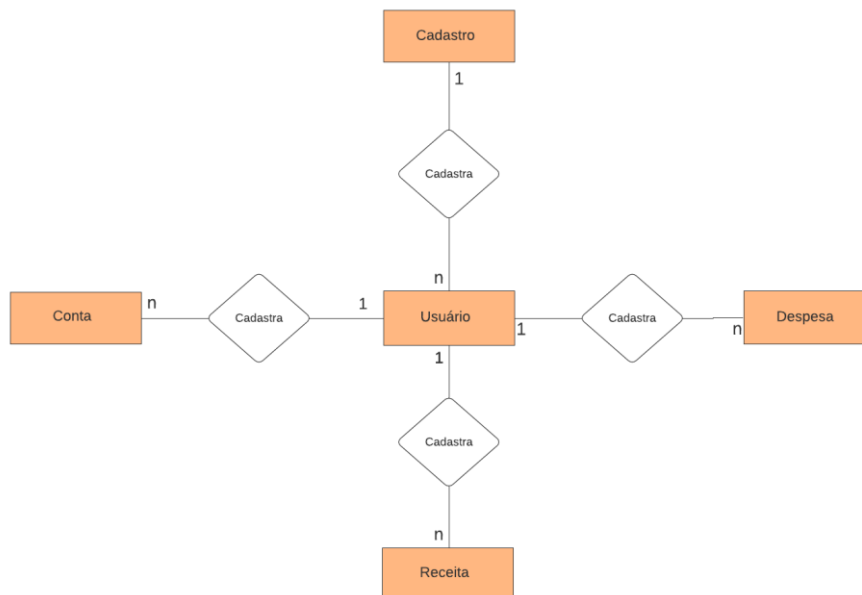 Cadastro
1
Cadastra
n
Conta
n
Cadastra
1
Usuário
1
Cadastra
n
Despesa
1
Cadastra
n
Receita